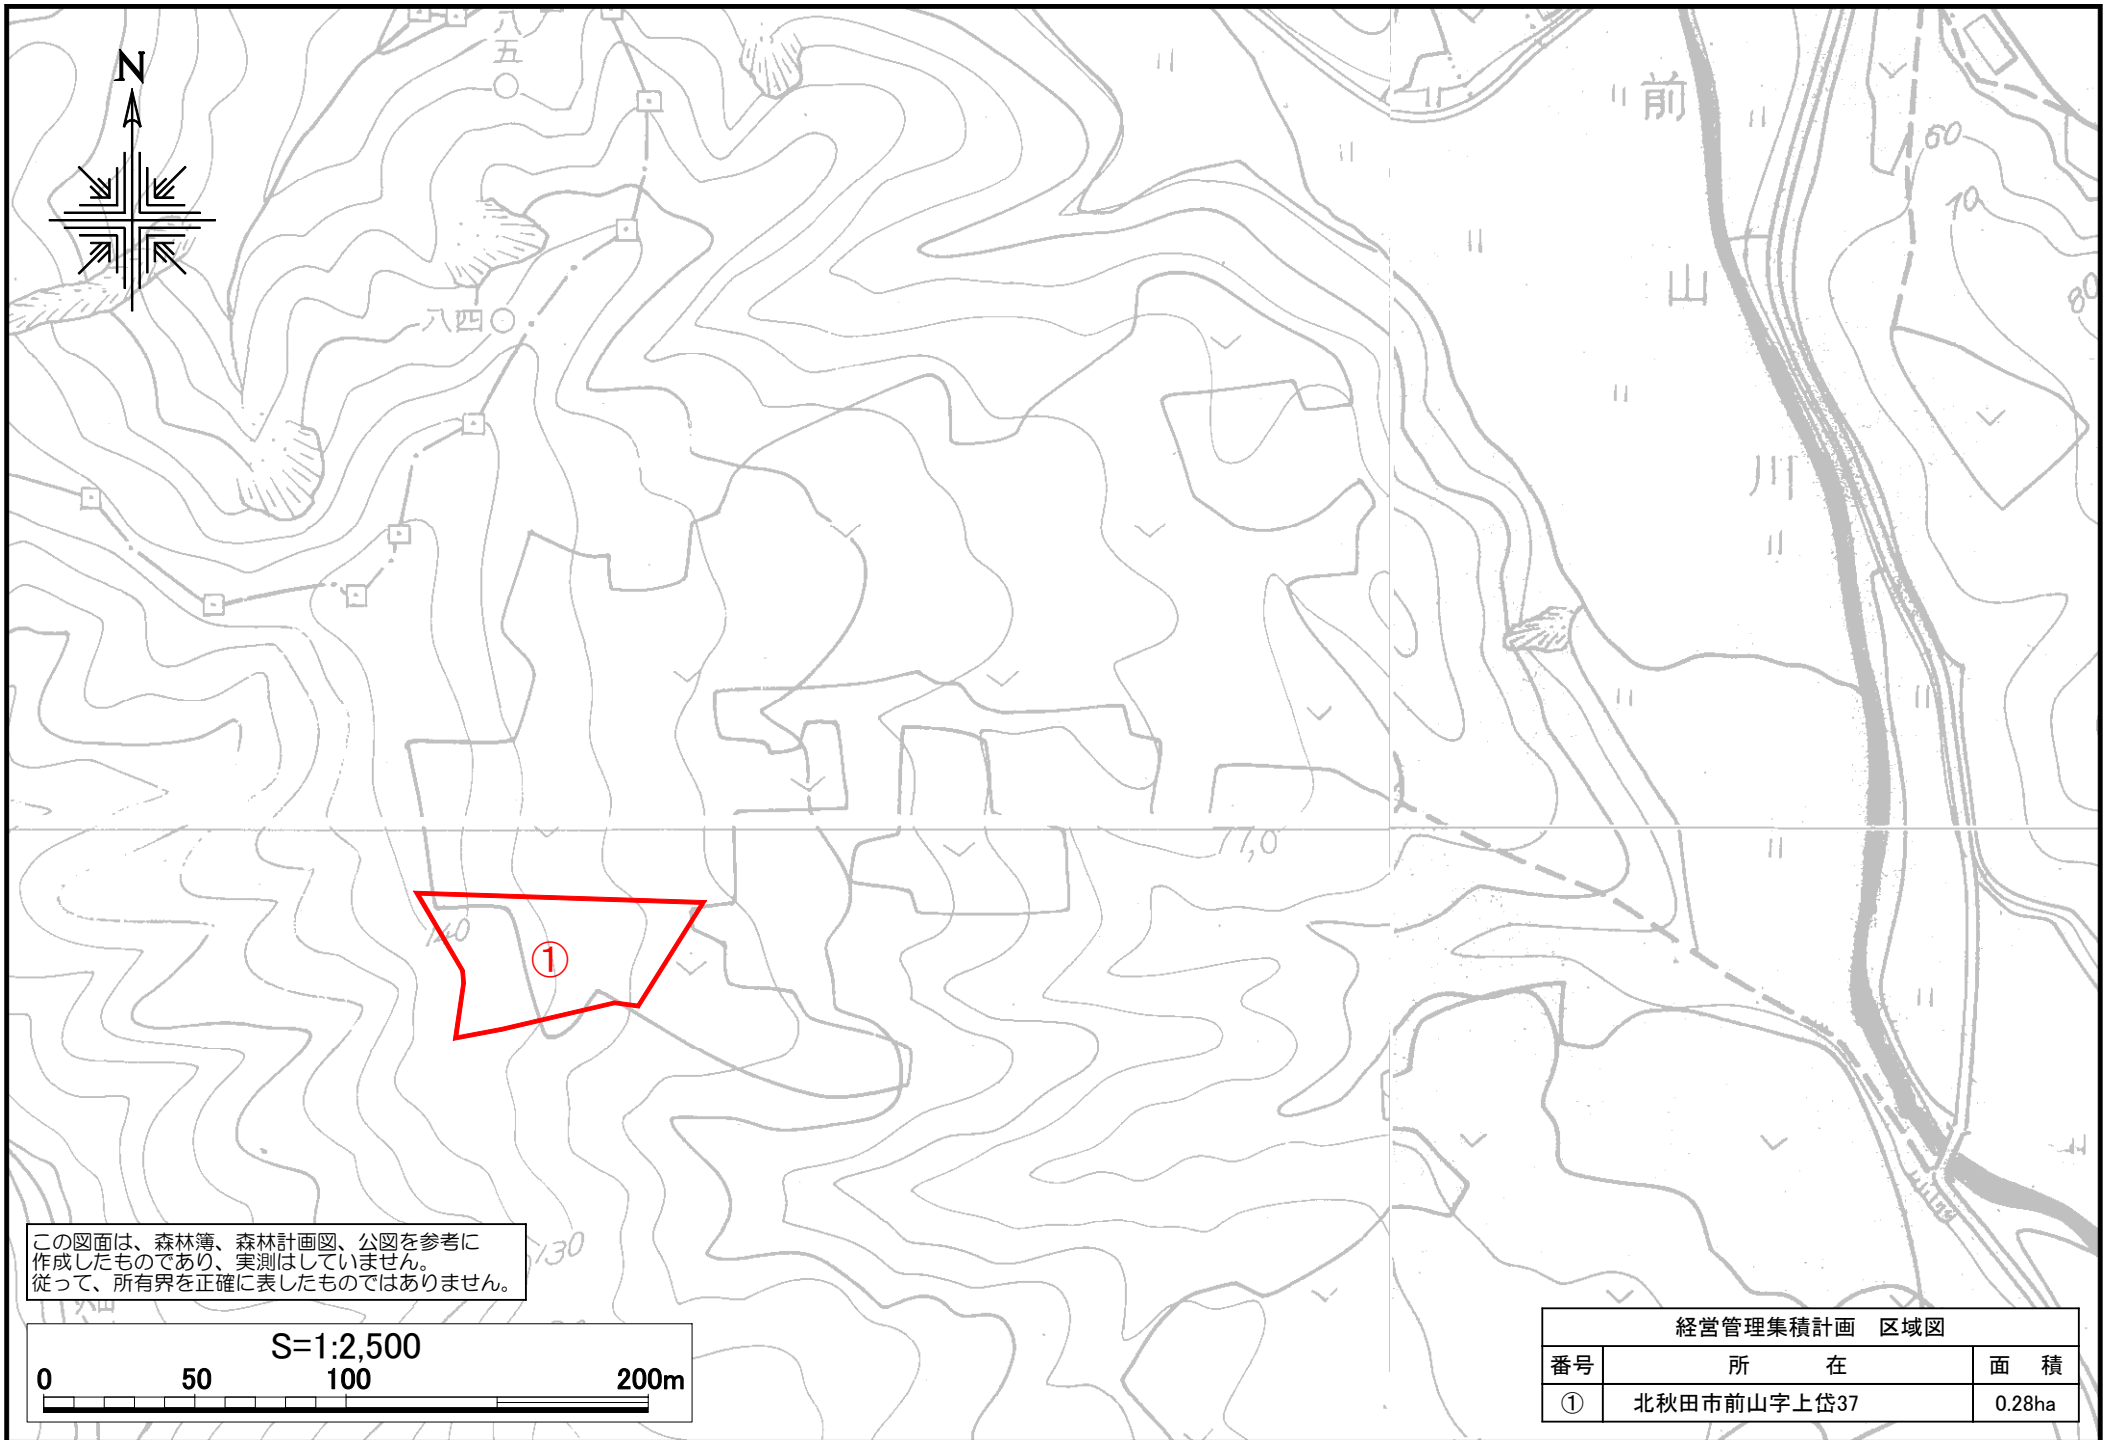 N
八
五
八四
前
山
川
60
70
80
77,0
140
①
130
畑
この図面は、森林簿、森林計画図、公図を参考に
作成したものであり、実測はしていません。
従って、所有界を正確に表したものではありません。
S=1:2,500
0 50 100 200m
経営管理集積計画 区域図
番号 所 在 面 積
① 北秋田市前山字上岱37 0.28ha